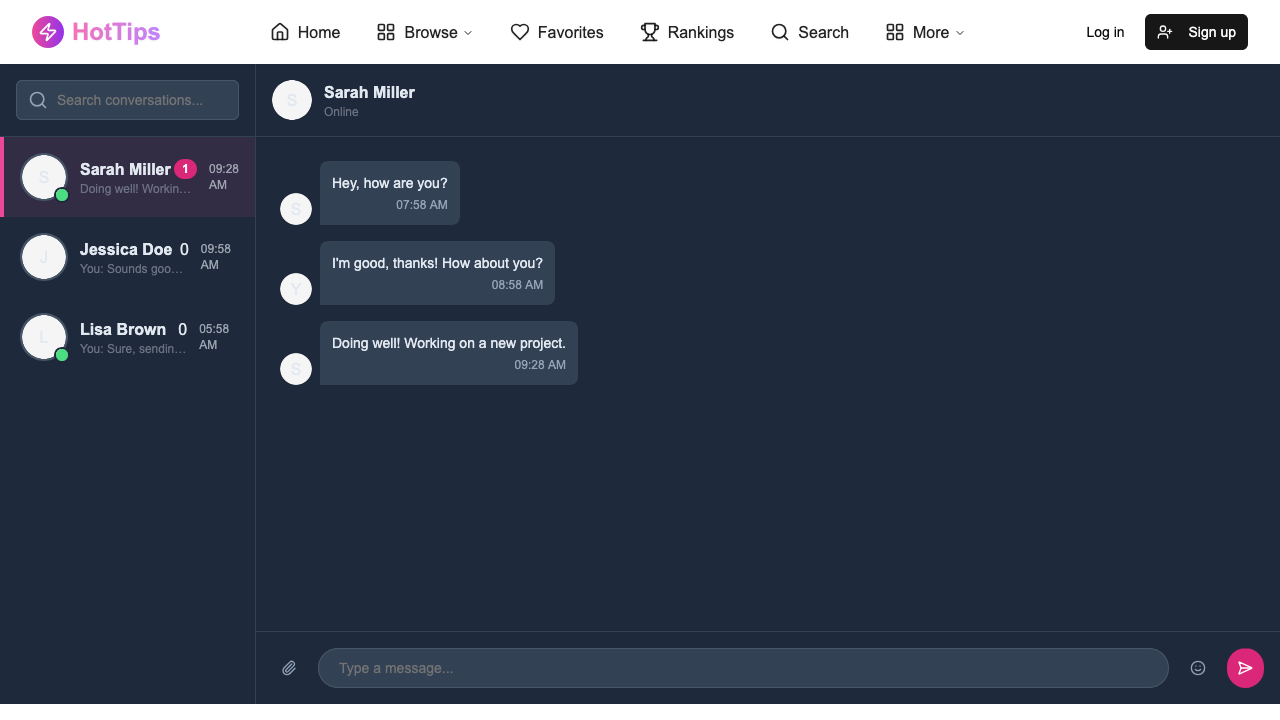 HotTips
Home
Browse
Favorites
Rankings
Search
More
Log in
Sign up
Search conversations...
S
Sarah Miller 1 09:28 AM
Doing well! Workin...
J
Jessica Doe 0 09:58 AM
You: Sounds goo...
L
Lisa Brown 0 05:58 AM
You: Sure, sendin...
S
Sarah Miller
Online
Hey, how are you?
07:58 AM
S
I'm good, thanks! How about you?
08:58 AM
Y
Doing well! Working on a new project.
09:28 AM
S
Type a message...